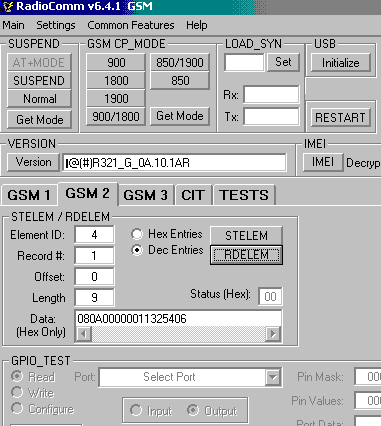 RadioComm v6.4.1 GSM
Main Settings Common Features Help
SUSPEND GSM CP_MODE LOAD_SYN USB
AT+MODE 900 850/1900 Set Initialize
SUSPEND 1800 850
Normal 1900 Rx:
Get Mode 900/1800 Get Mode Tx: RESTART
VERSION IMEI
Version @(#)R321_G_0A.10.1AR IMEI Decryp
GSM 1 GSM 2 GSM 3 CIT TESTS
STELEM / RDELEM
Element ID: 4 Hex Entries STELEM
Record #: 1 Dec Entries RDELEM
Offset: 0
Length 9 Status (Hex): 00
Data: 080A00000011325406
(Hex Only)
GPIO_TEST
Read Port: Select Port Pin Mask: 00
Write
Configure Input Output Pin Values: 00
Port Data: